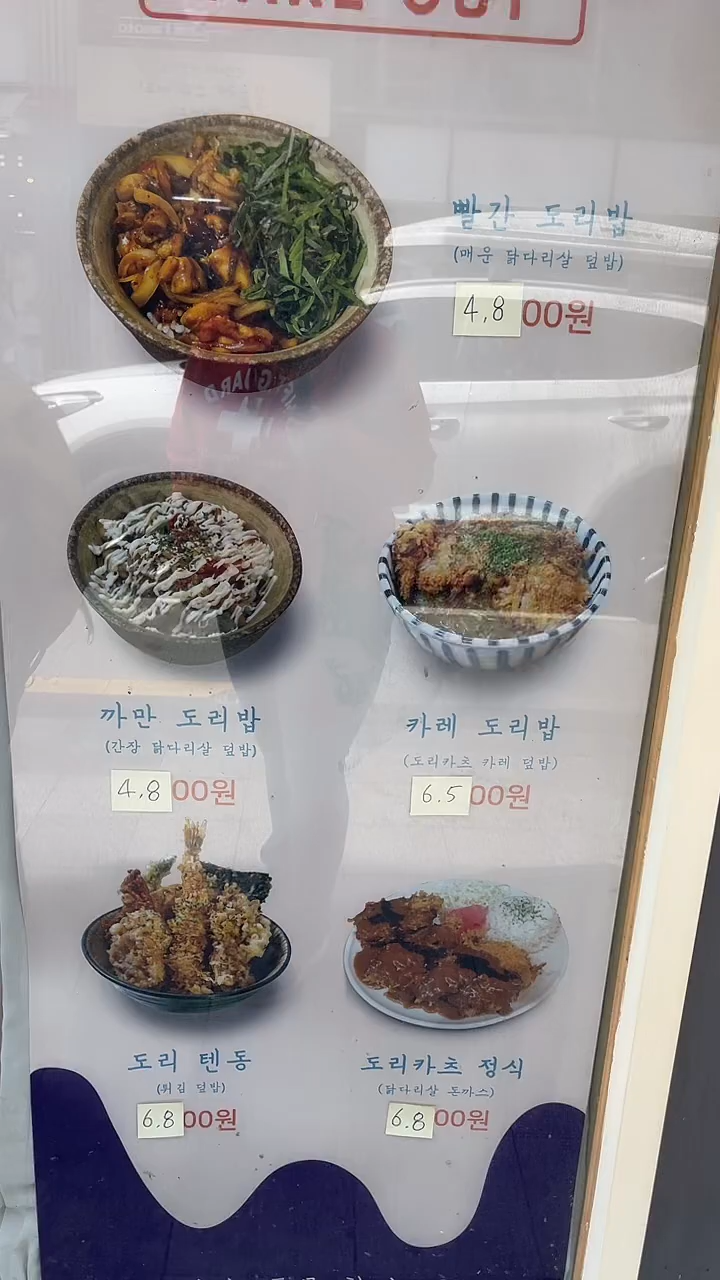 TAKE OUT
빨간 도리밥
(매운 닭다리살 덮밥)
4,800원
까만 도리밥
(간장 닭다리살 덮밥)
4.800원
카레 도리밥
(도리카츠 카레 덮밥)
6.500원
도리 텐동
(튀김 덮밥)
6.800원
도리카츠 정식
(닭다리살 돈까스)
6.800원